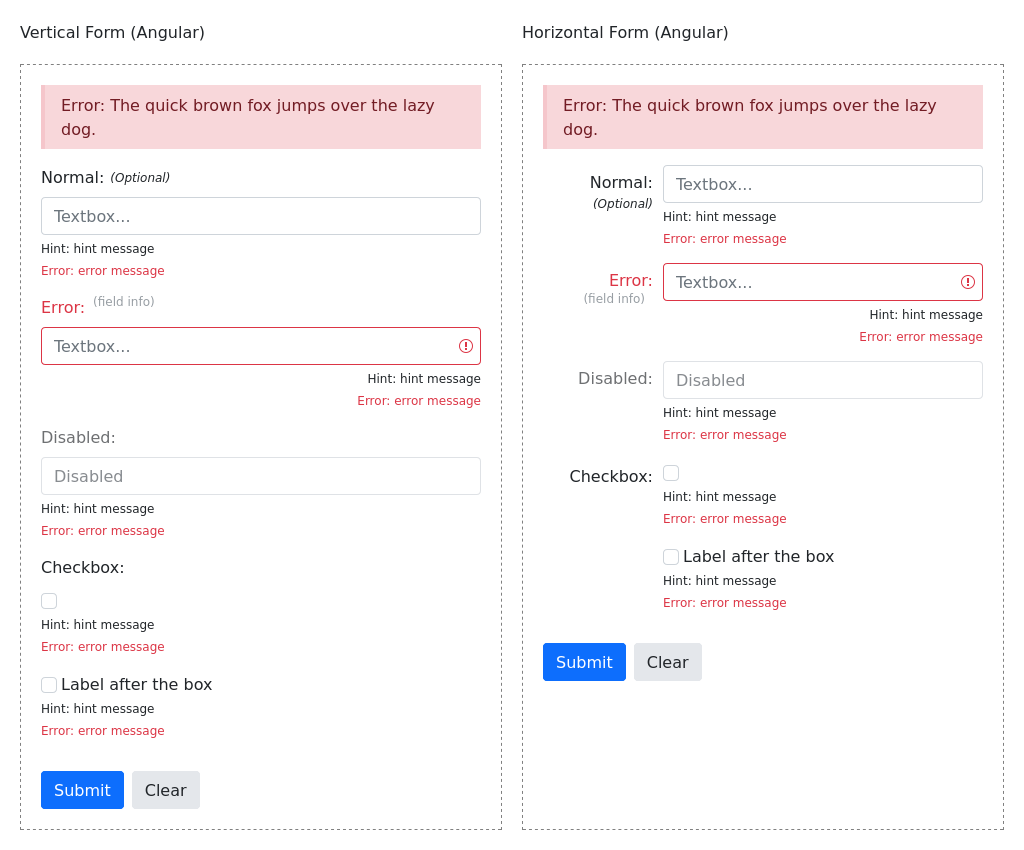 Vertical Form (Angular)
Error: The quick brown fox jumps over the lazy
dog.
Normal: (Optional)
Textbox...
Hint: hint message
Error: error message
Error: (field info)
Textbox...
Hint: hint message
Error: error message
Disabled:
Disabled
Hint: hint message
Error: error message
Checkbox:
Hint: hint message
Error: error message
Label after the box
Hint: hint message
Error: error message
Submit Clear
Horizontal Form (Angular)
Error: The quick brown fox jumps over the lazy
dog.
Normal: Textbox...
(Optional)
Hint: hint message
Error: error message
Error: Textbox...
(field info)
Hint: hint message
Error: error message
Disabled: Disabled
Hint: hint message
Error: error message
Checkbox:
Hint: hint message
Error: error message
Label after the box
Hint: hint message
Error: error message
Submit Clear